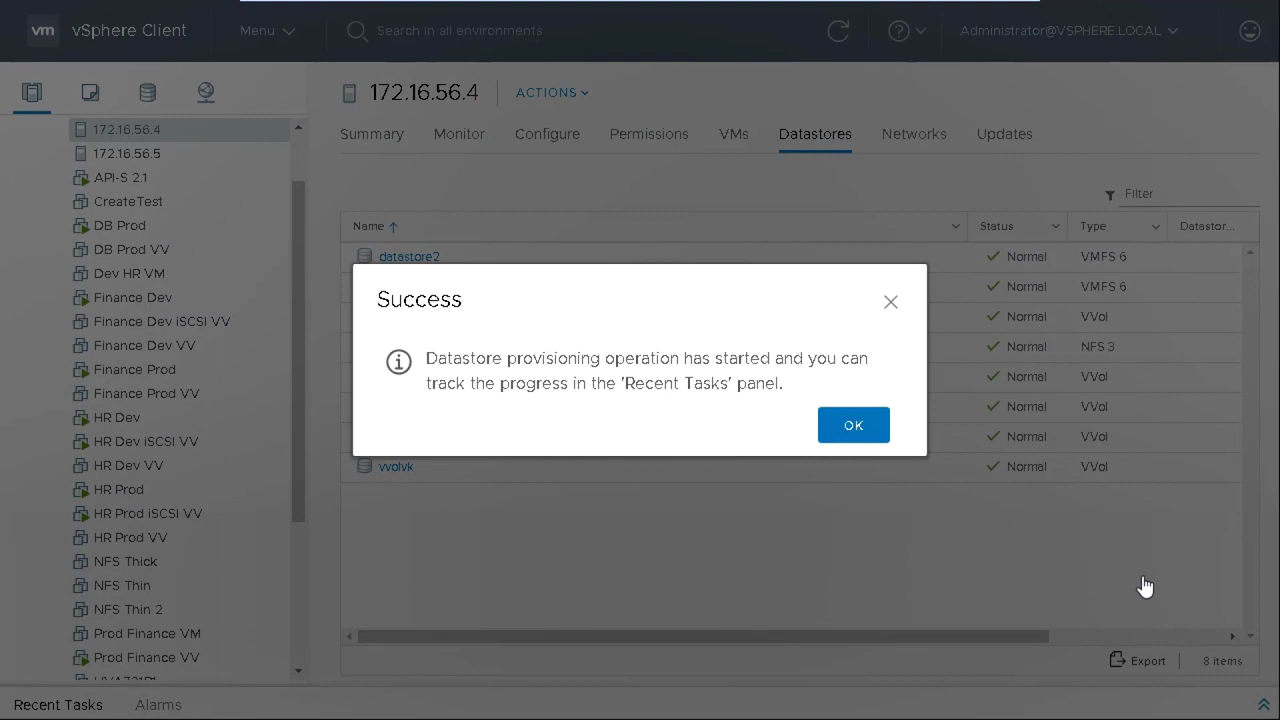 vm vSphere Client Menu Search in all environments Administrator@VSPHERE.LOCAL
172.16.56.4 ACTIONS
Summary Monitor Configure Permissions VMs Datastores Networks Updates
172.16.56.4
172.16.56.5
API-S 2.1
CreateTest
DB Prod
DB Prod VV
Dev HR VM
Finance Dev
Finance Dev iSCSI VV
Finance Dev VV
Finance Prod
Finance Prod VV
HR Dev
HR Dev iSCSI VV
HR Dev VV
HR Prod
HR Prod iSCSI VV
HR Prod VV
NFS Thick
NFS Thin
NFS Thin 2
Prod Finance VM
Prod Finance VV
Filter
Name Status Type Datastor...
datastore2 Normal VMFS 6
Normal VMFS 6
Normal VVol
Normal NFS 3
Normal VVol
Normal VVol
Normal VVol
vvolvk Normal VVol
Success
Datastore provisioning operation has started and you can
track the progress in the 'Recent Tasks' panel.
OK
Export 8 items
Recent Tasks Alarms